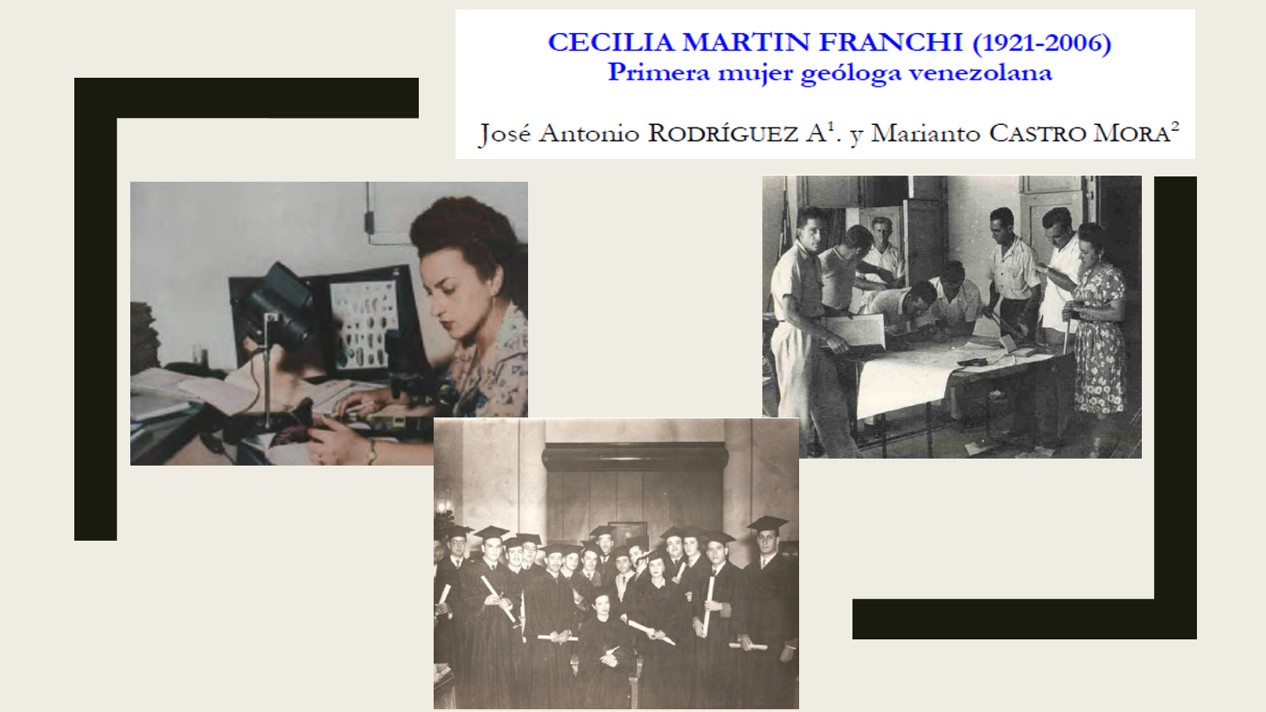 CECILIA MARTIN FRANCHI (1921-2006)
Primera mujer geóloga venezolana
José Antonio RODRÍGUEZ A¹. y Marianto CASTRO MORA²